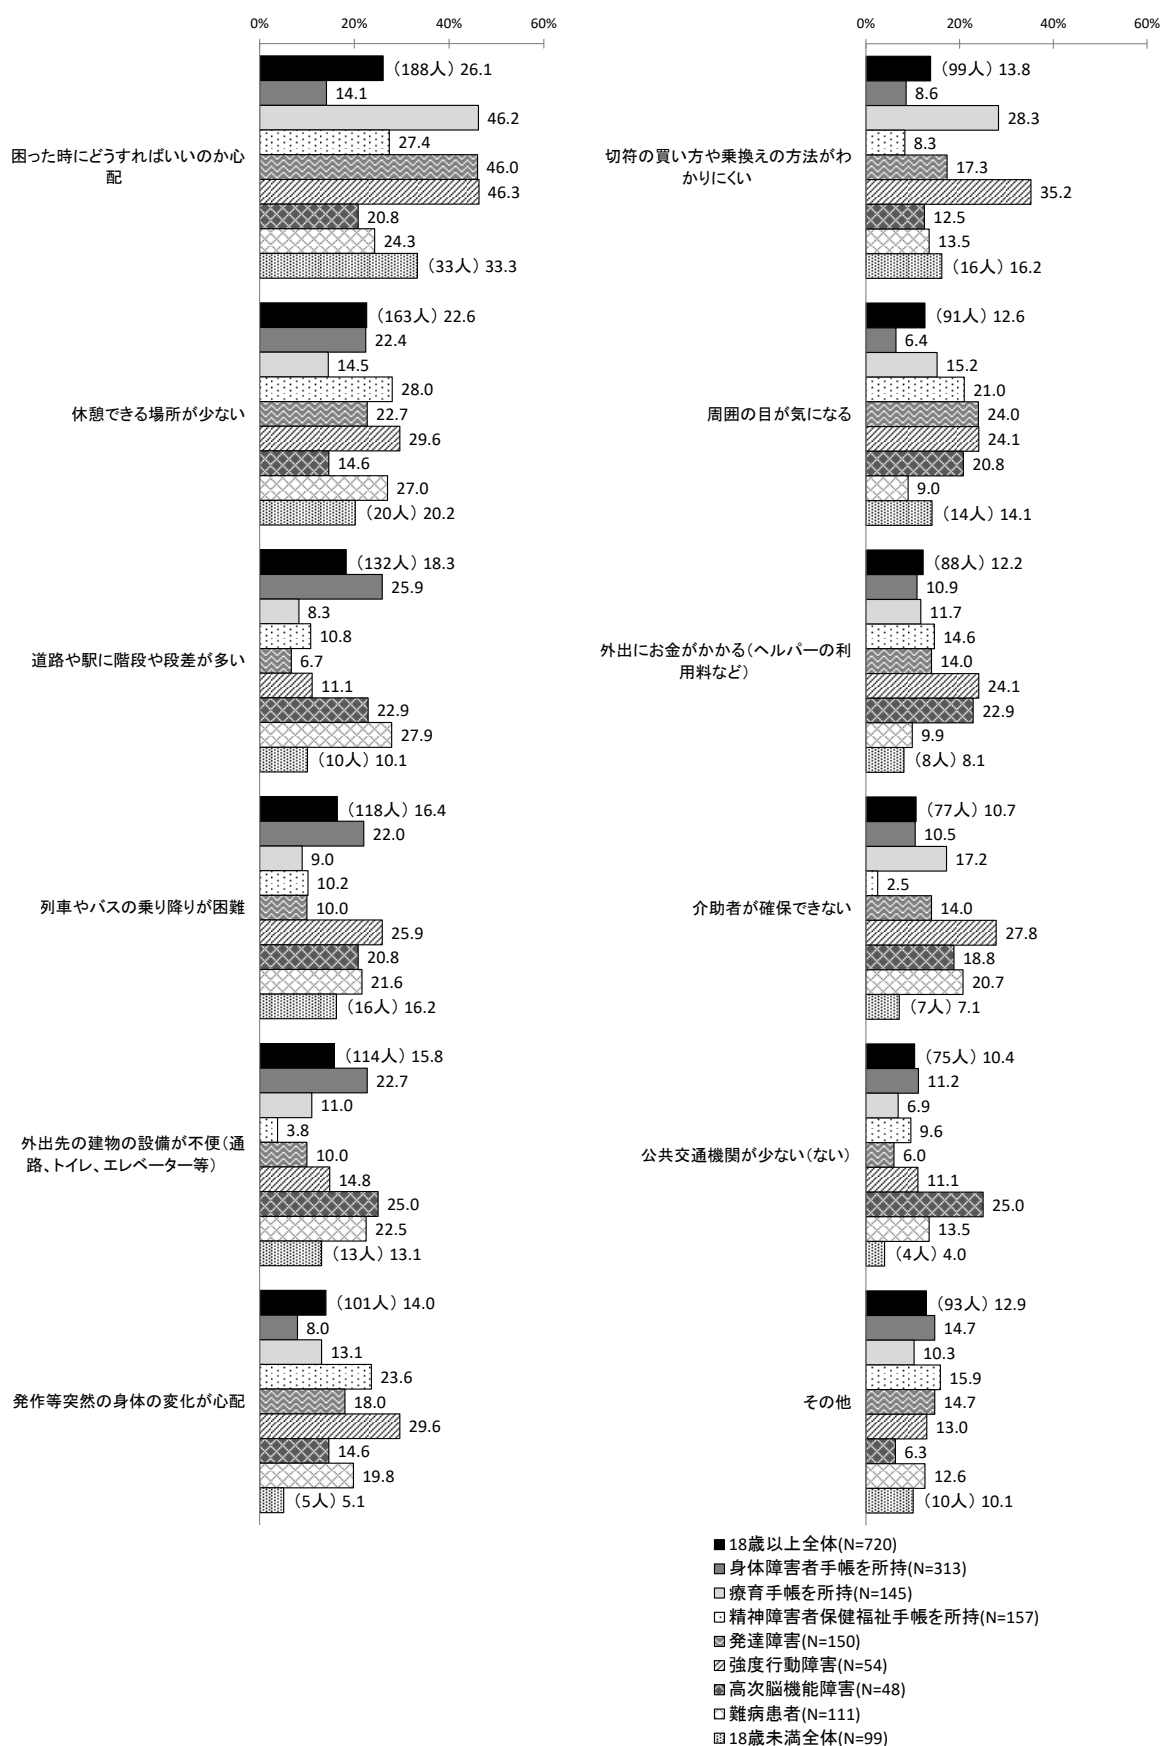 0%
20%
40%
60%
(188人) 26.1
14.1
46.2
27.4
困った時にどうすればいいのか心
配
46.0
46.3
20.8
24.3
(33人) 33.3
(163人) 22.6
22.4
14.5
28.0
休憩できる場所が少ない
22.7
29.6
14.6
27.0
(20人) 20.2
(132人) 18.3
25.9
8.3
10.8
道路や駅に階段や段差が多い
6.7
11.1
22.9
27.9
(10人) 10.1
(118人) 16.4
22.0
9.0
10.2
列車やバスの乗り降りが困難
10.0
25.9
20.8
21.6
(16人) 16.2
(114人) 15.8
22.7
11.0
3.8
外出先の建物の設備が不便(通
路、トイレ、エレベーター等)
10.0
14.8
25.0
22.5
(13人) 13.1
(101人) 14.0
8.0
13.1
23.6
発作等突然の身体の変化が心配
18.0
29.6
14.6
19.8
(5人) 5.1
0%
20%
40%
60%
(99人) 13.8
8.6
28.3
8.3
切符の買い方や乗換えの方法がわ
かりにくい
17.3
35.2
12.5
13.5
(16人) 16.2
(91人) 12.6
6.4
15.2
21.0
周囲の目が気になる
24.0
24.1
20.8
9.0
(14人) 14.1
(88人) 12.2
10.9
11.7
14.6
外出にお金がかかる(ヘルパーの利
用料など)
14.0
24.1
22.9
9.9
(8人) 8.1
(77人) 10.7
10.5
17.2
2.5
介助者が確保できない
14.0
27.8
18.8
20.7
(7人) 7.1
(75人) 10.4
11.2
6.9
9.6
公共交通機関が少ない(ない)
6.0
11.1
25.0
13.5
(4人) 4.0
(93人) 12.9
14.7
10.3
15.9
その他
14.7
13.0
6.3
12.6
(10人) 10.1
18歳以上全体(N=720)
身体障害者手帳を所持(N=313)
療育手帳を所持(N=145)
精神障害者保健福祉手帳を所持(N=157)
発達障害(N=150)
強度行動障害(N=54)
高次脳機能障害(N=48)
難病患者(N=111)
18歳未満全体(N=99)